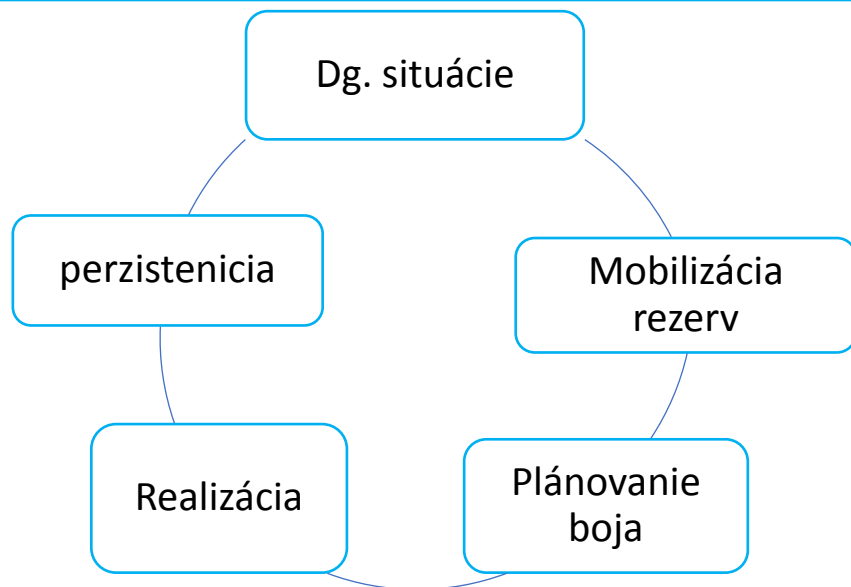 Dg. situácie
Mobilizácia
rezerv
Plánovanie
boja
Realizácia
perzistenicia